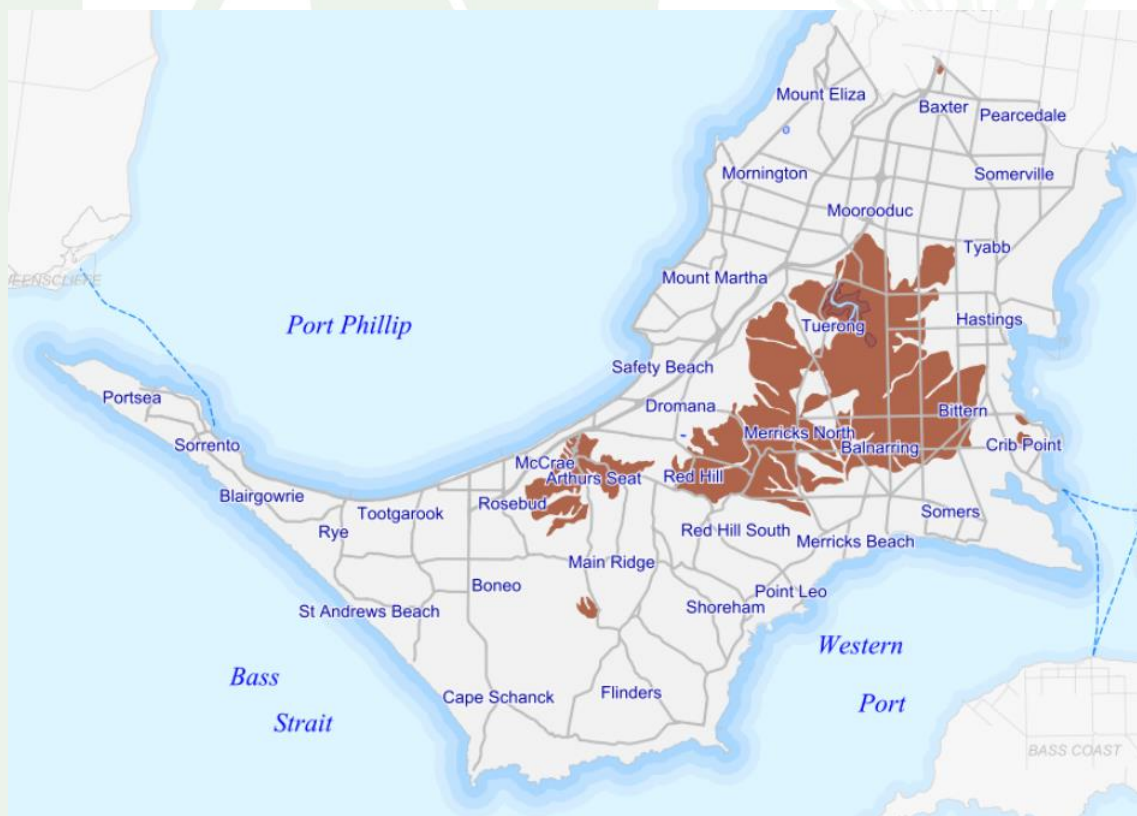 Mount Eliza
Baxter
Pearcedale
Mornington
Somerville
Moorooduc
Tyabb
Mount Martha
QUEENSCLIFFE
Port Phillip
Tuerong
Hastings
Safety Beach
Portsea
Dromana
Bittern
Sorrento
Merricks North
Balnarring
Crib Point
McCrae
Arthurs Seat
Red Hill
Blairgowrie
Rosebud
Tootgarook
Somers
Rye
Red Hill South
Merricks Beach
Main Ridge
Boneo
Point Leo
St Andrews Beach
Shoreham
Western
Port
Bass
Strait
Cape Schanck
Flinders
BASS COAST